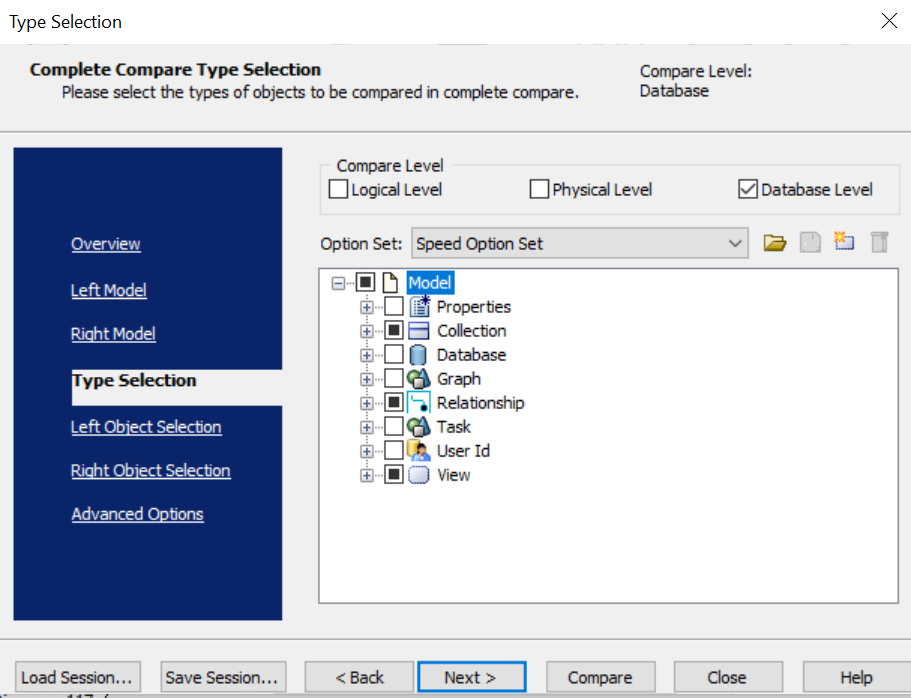 Type Selection
Complete Compare Type Selection
Please select the types of objects to be compared in complete compare.
Compare Level:
Database
Overview
Left Model
Right Model
Type Selection
Left Object Selection
Right Object Selection
Advanced Options
Compare Level
Logical Level
Physical Level
Database Level
Option Set:
Speed Option Set
Model
Properties
Collection
Database
Graph
Relationship
Task
User Id
View
Load Session...
Save Session...
< Back
Next >
Compare
Close
Help